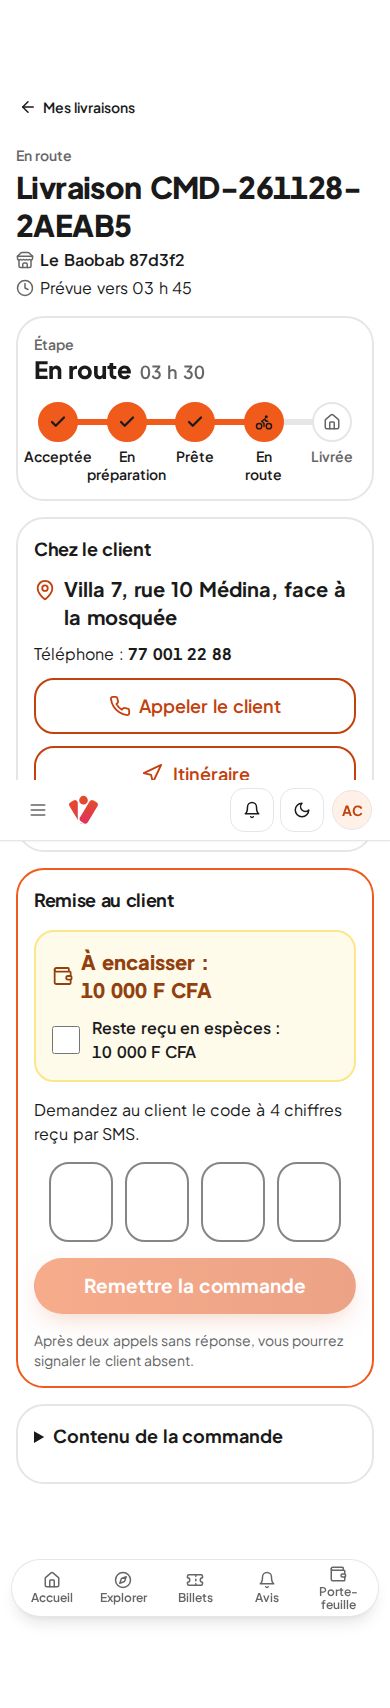 Mes livraisons
En route
Livraison CMD-261128-
2AEAB5
Le Baobab 87d3f2
Prévue vers 03 h 45
Étape
En route 03 h 30
Acceptée
En
préparation
Prête
En
route
Livrée
Chez le client
Villa 7, rue 10 Médina, face à
la mosquée
Téléphone : 77 001 22 88
Appeler le client
Itinéraire
AC
Remise au client
À encaisser :
10 000 F CFA
Reste reçu en espèces :
10 000 F CFA
Demandez au client le code à 4 chiffres
reçu par SMS.
Remettre la commande
Après deux appels sans réponse, vous pourrez
signaler le client absent.
Contenu de la commande
Accueil
Explorer
Billets
Avis
Porte-
feuille